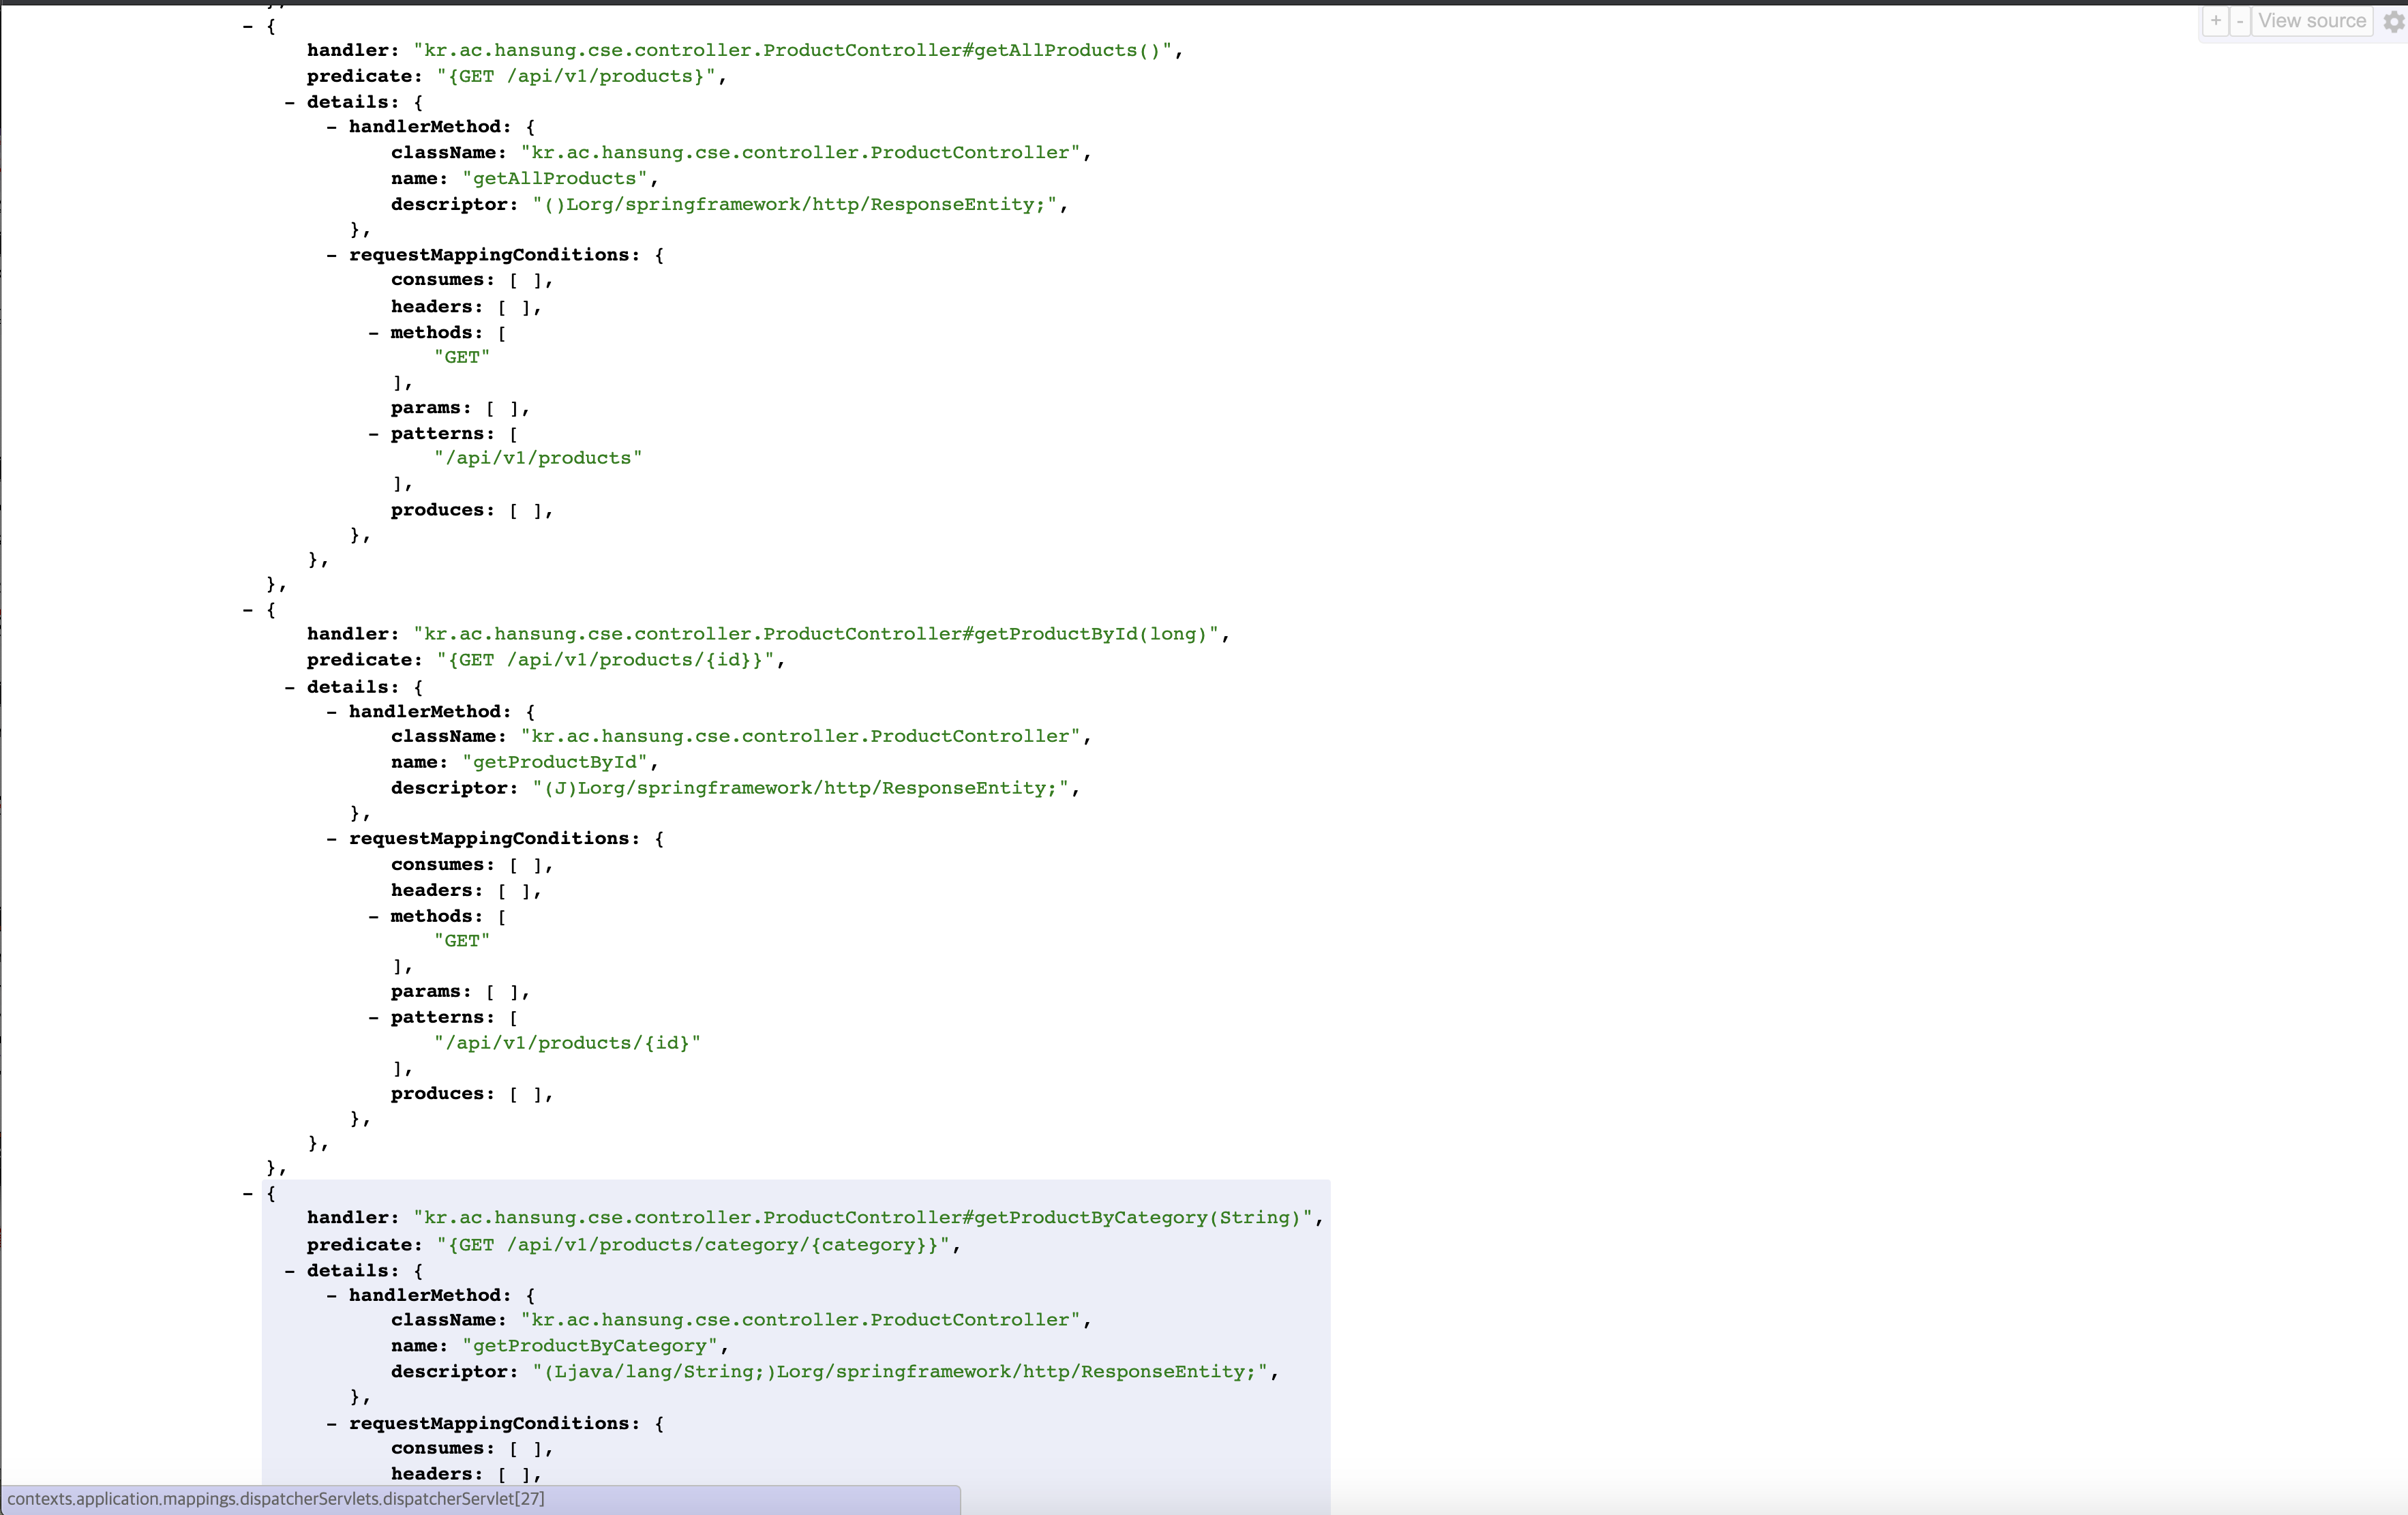 },
- {
handler: "kr.ac.hansung.cse.controller.ProductController#getAllProducts()",
predicate: "{GET /api/v1/products}",
- details: {
- handlerMethod: {
className: "kr.ac.hansung.cse.controller.ProductController",
name: "getAllProducts",
descriptor: "()Lorg/springframework/http/ResponseEntity;",
},
- requestMappingConditions: {
consumes: [ ],
headers: [ ],
- methods: [
"GET"
],
params: [ ],
- patterns: [
"/api/v1/products"
],
produces: [ ],
},
},
},
- {
handler: "kr.ac.hansung.cse.controller.ProductController#getProductById(long)",
predicate: "{GET /api/v1/products/{id}}",
- details: {
- handlerMethod: {
className: "kr.ac.hansung.cse.controller.ProductController",
name: "getProductById",
descriptor: "(J)Lorg/springframework/http/ResponseEntity;",
},
- requestMappingConditions: {
consumes: [ ],
headers: [ ],
- methods: [
"GET"
],
params: [ ],
- patterns: [
"/api/v1/products/{id}"
],
produces: [ ],
},
},
},
- {
handler: "kr.ac.hansung.cse.controller.ProductController#getProductByCategory(String)",
predicate: "{GET /api/v1/products/category/{category}}",
- details: {
- handlerMethod: {
className: "kr.ac.hansung.cse.controller.ProductController",
name: "getProductByCategory",
descriptor: "(Ljava/lang/String;)Lorg/springframework/http/ResponseEntity;",
},
- requestMappingConditions: {
consumes: [ ],
headers: [ ],
+ - View source
contexts.application.mappings.dispatcherServlets.dispatcherServlet[27]